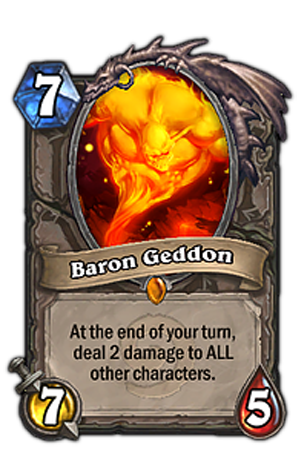 7
Baron Geddon
At the end of your turn,
deal 2 damage to ALL
other characters.
7
5